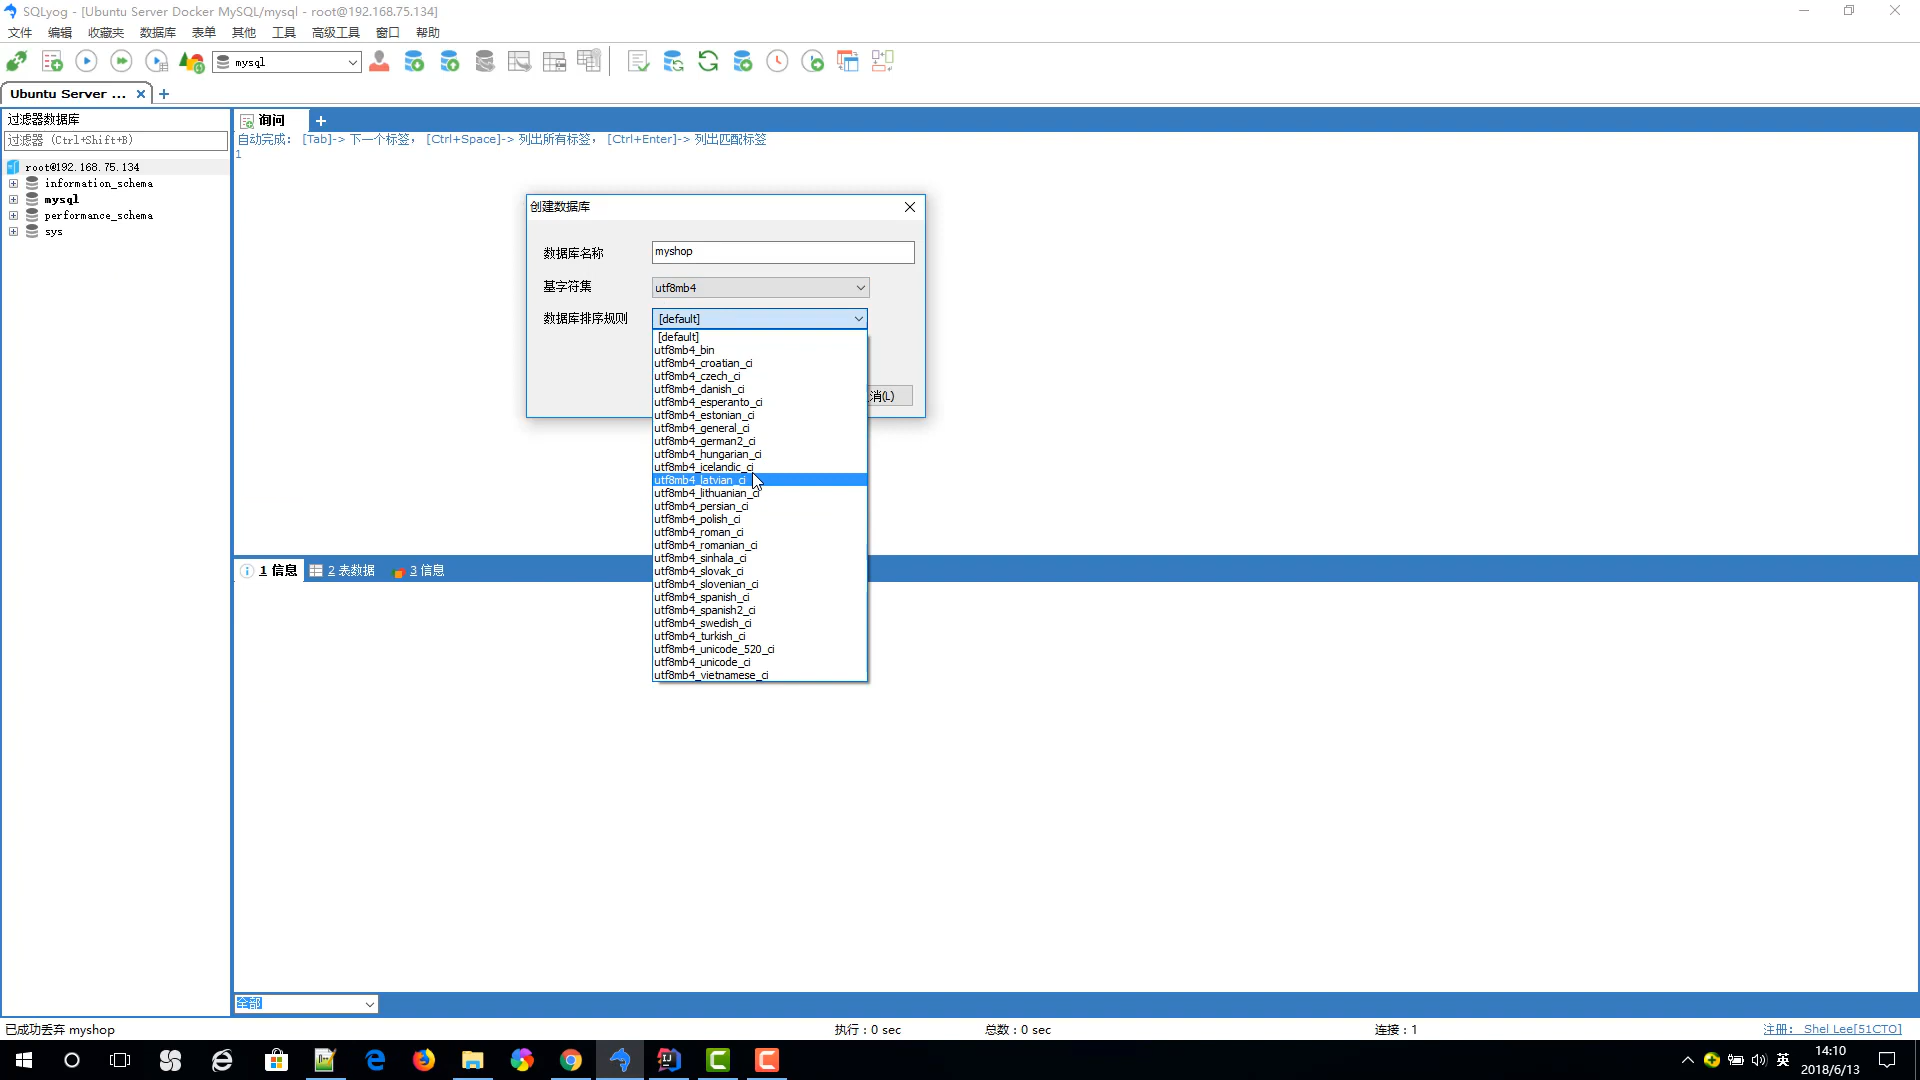 SQLyog - [Ubuntu Server Docker MySQL/mysql - root@192.168.75.134]
文件 编辑 收藏夹 数据库 表单 其他 工具 高级工具 窗口 帮助
mysql
Ubuntu Server ...
过滤器数据库
过滤器 (Ctrl+Shift+B)
root@192.168.75.134
information_schema
mysql
performance_schema
sys
询问
自动完成: [Tab]-> 下一个标签, [Ctrl+Space]-> 列出所有标签, [Ctrl+Enter]-> 列出匹配标签
1
创建数据库
数据库名称 myshop
基字符集 utf8mb4
数据库排序规则 [default]
[default]
utf8mb4_bin
utf8mb4_croatian_ci
utf8mb4_czech_ci
utf8mb4_danish_ci
utf8mb4_esperanto_ci
utf8mb4_estonian_ci
utf8mb4_general_ci
utf8mb4_german2_ci
utf8mb4_hungarian_ci
utf8mb4_icelandic_ci
utf8mb4_latvian_ci
utf8mb4_lithuanian_ci
utf8mb4_persian_ci
utf8mb4_polish_ci
utf8mb4_roman_ci
utf8mb4_romanian_ci
utf8mb4_sinhala_ci
utf8mb4_slovak_ci
utf8mb4_slovenian_ci
utf8mb4_spanish_ci
utf8mb4_spanish2_ci
utf8mb4_swedish_ci
utf8mb4_turkish_ci
utf8mb4_unicode_520_ci
utf8mb4_unicode_ci
utf8mb4_vietnamese_ci
消(L)
1 信息 2 表数据 3 信息
全部
已成功丢弃 myshop 执行：0 sec 总数：0 sec 连接：1 注册: Shel Lee[51CTO]
英
14:10
2018/6/13